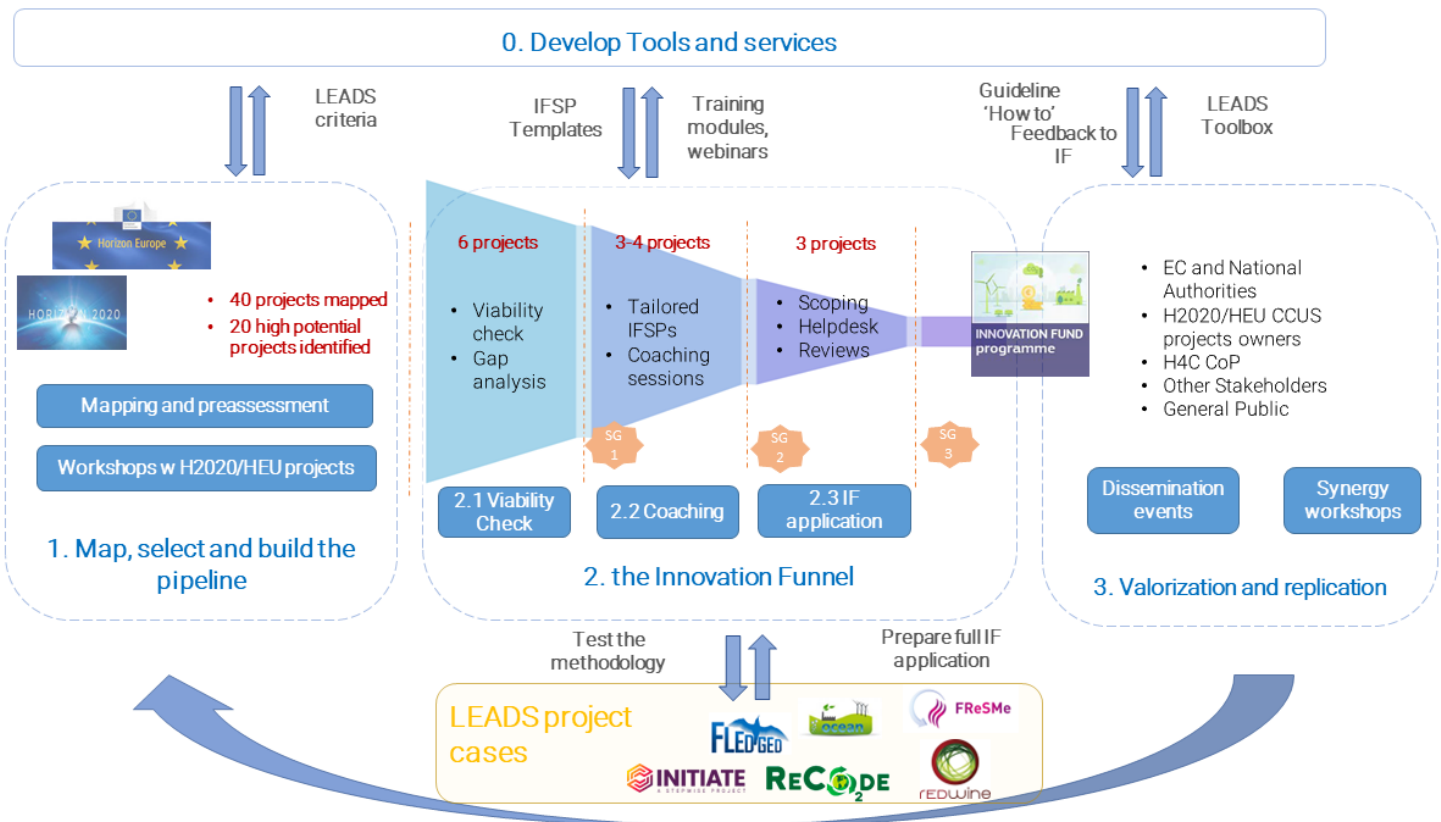 0. Develop Tools and services
LEADS
criteria
IFSP
Templates
Training
modules,
webinars
Guideline
'How to'
Feedback to
IF
LEADS
Toolbox
Horizon Europe
HORIZON 2020
• 40 projects mapped
• 20 high potential
projects identified
Mapping and preassessment
Workshops w H2020/HEU projects
1. Map, select and build the
pipeline
6 projects
• Viability
check
• Gap
analysis
3-4 projects
• Tailored
IFSPs
• Coaching
sessions
3 projects
• Scoping
• Helpdesk
• Reviews
SG
1
SG
2
SG
3
2.1 Viability
Check
2.2 Coaching
2.3 IF
application
2. the Innovation Funnel
INNOVATION FUND
programme
• EC and National
Authorities
• H2020/HEU CCUS
projects owners
• H4C CoP
• Other Stakeholders
• General Public
Dissemination
events
Synergy
workshops
3. Valorization and replication
Test the
methodology
Prepare full IF
application
LEADS project
cases
FLEDGED
ocean
FReSMe
INITIATE
A STEPWISE PROJECT
RECO2DE
REDWine